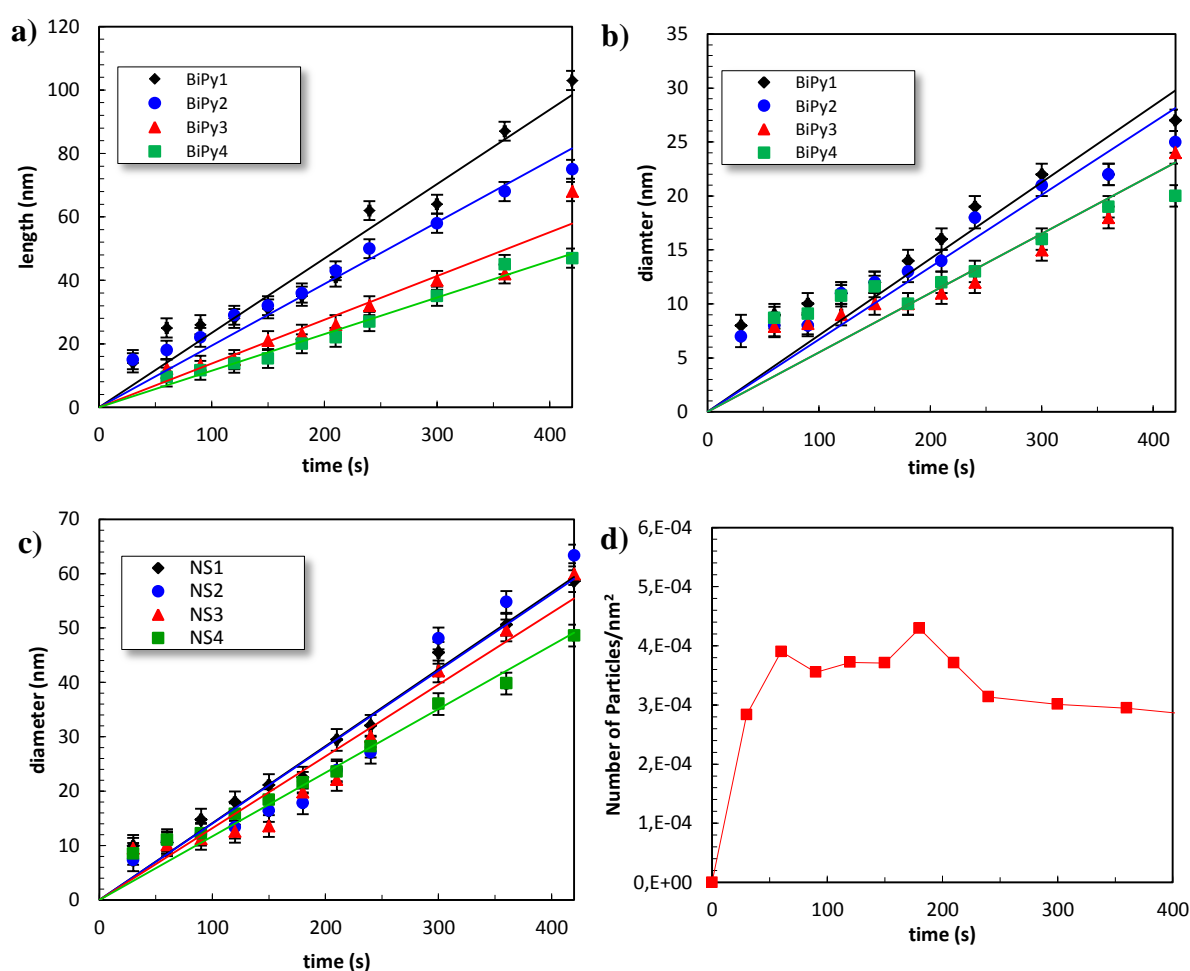 a)
120
100
80
60
40
20
0
length (nm)
BiPy1
BiPy2
BiPy3
BiPy4
0 100 200 300 400
time (s)
b)
35
30
25
20
15
10
5
0
diamter (nm)
BiPy1
BiPy2
BiPy3
BiPy4
0 100 200 300 400
time (s)
c)
70
60
50
40
30
20
10
0
diameter (nm)
NS1
NS2
NS3
NS4
0 100 200 300 400
time (s)
d)
6,E-04
5,E-04
4,E-04
3,E-04
2,E-04
1,E-04
0,E+00
Number of Particles/nm²
0 100 200 300 400
time (s)